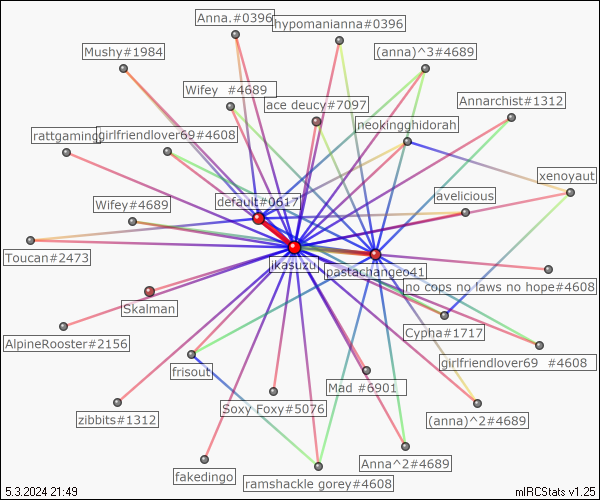 Anna.#0396
hypomanianna#0396
Mushy#1984
(anna)^3#4689
Wifey  #4689
ace deucy#7097
Annarchist#1312
neokingghidorah
rattgaming
girlfriendlover69#4608
xenoyaut
default#0617
avelicious
Wifey#4689
Toucan#2473
ikasuzu
pastachangeo41
no cops no laws no hope#4608
Skalman
Cypha#1717
AlpineRooster#2156
girlfriendlover69  #4608
frisout
Mad  #6901
zibbits#1312
Soxy Foxy#5076
(anna)^2#4689
Anna^2#4689
fakedingo
ramshackle gorey#4608
5.3.2024 21:49
mIRCStats v1.25